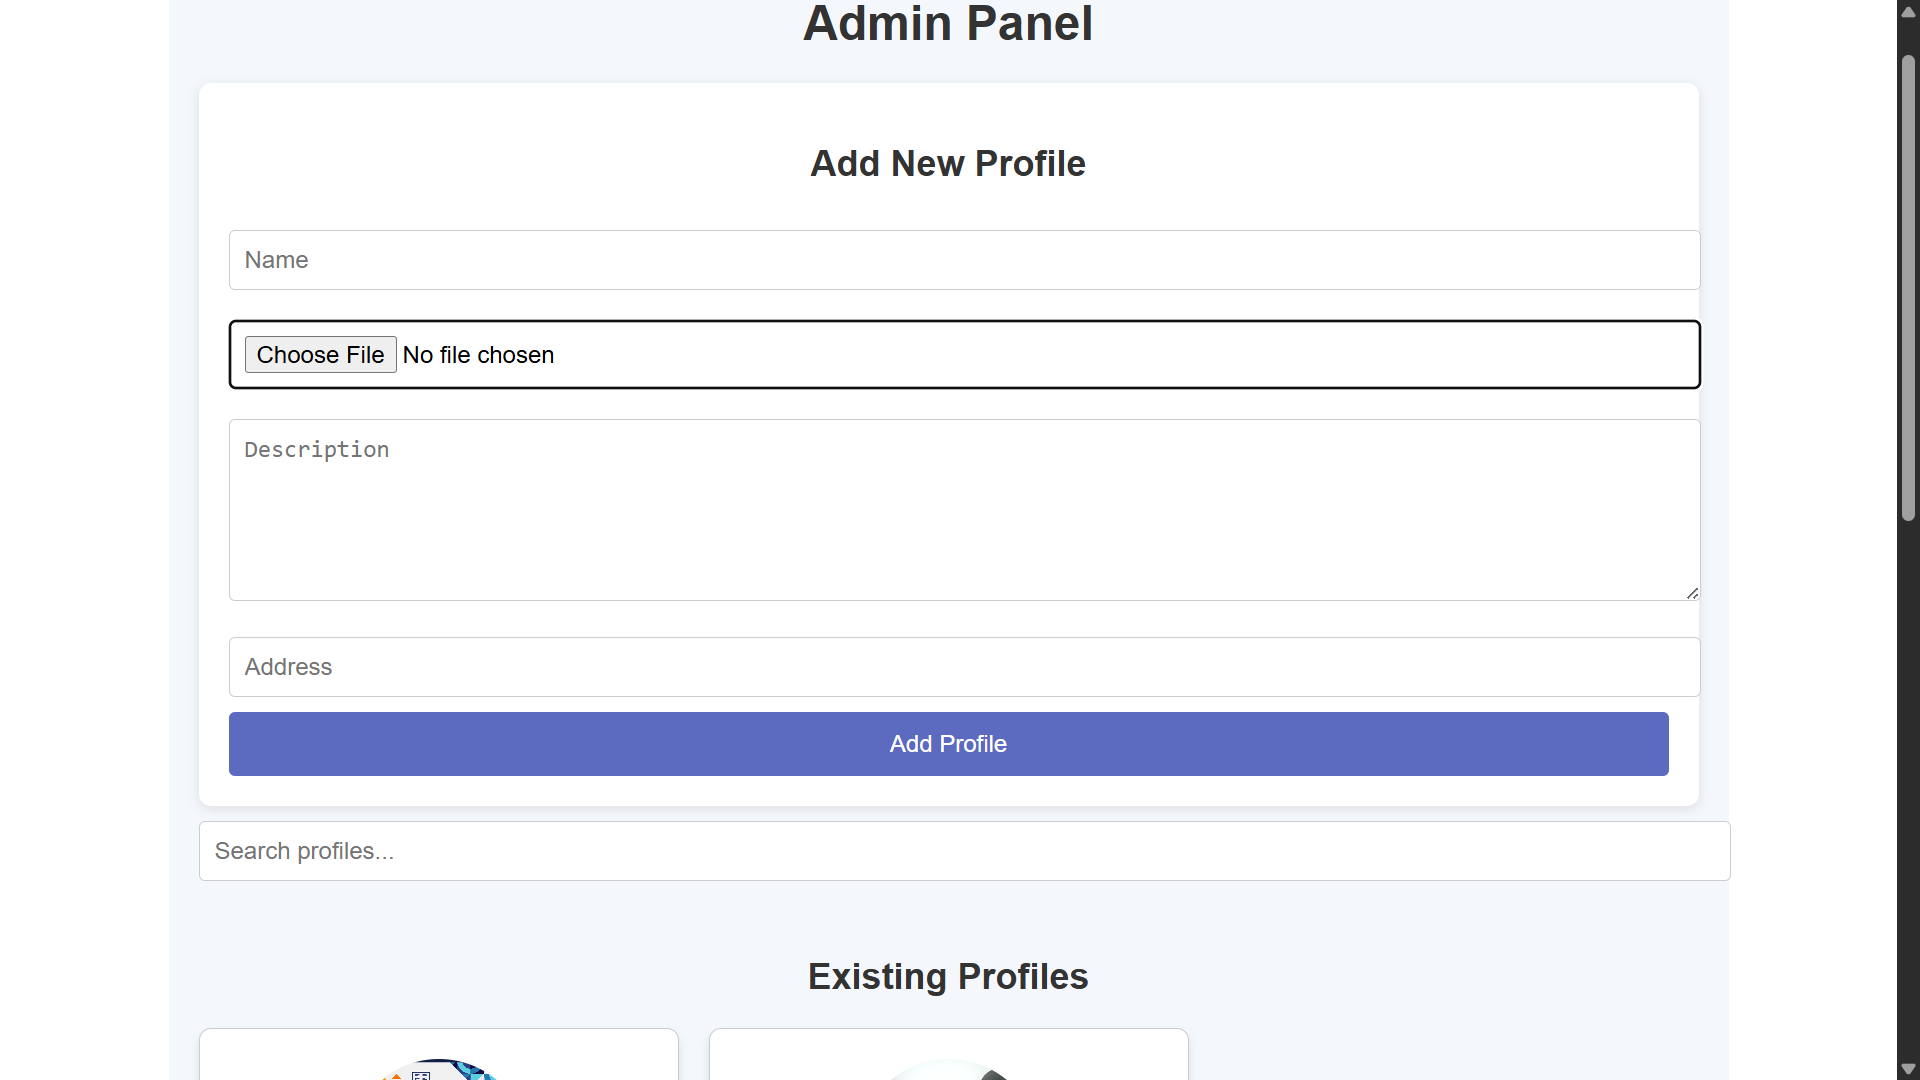 Admin Panel
Add New Profile
Name
Choose File No file chosen
Description
Address
Add Profile
Search profiles...
Existing Profiles